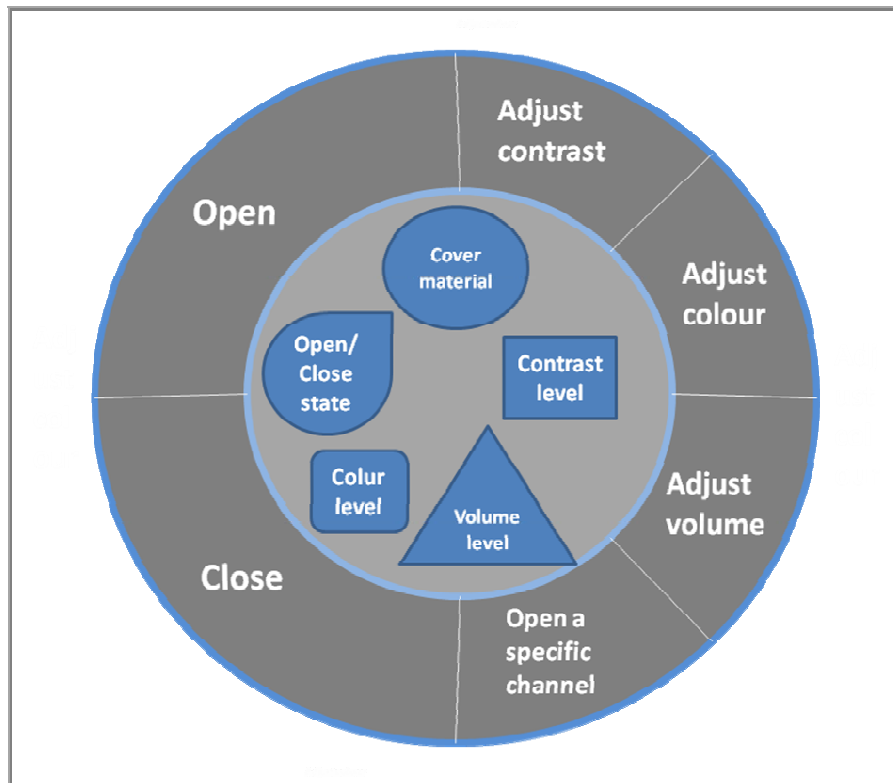 Adjust
contrast
Open
Cover
material
Adjust
colour
Open/
Close
state
Contrast
level
Colur
level
Volume
level
Adjust
volume
Close
Open a
specific
channel